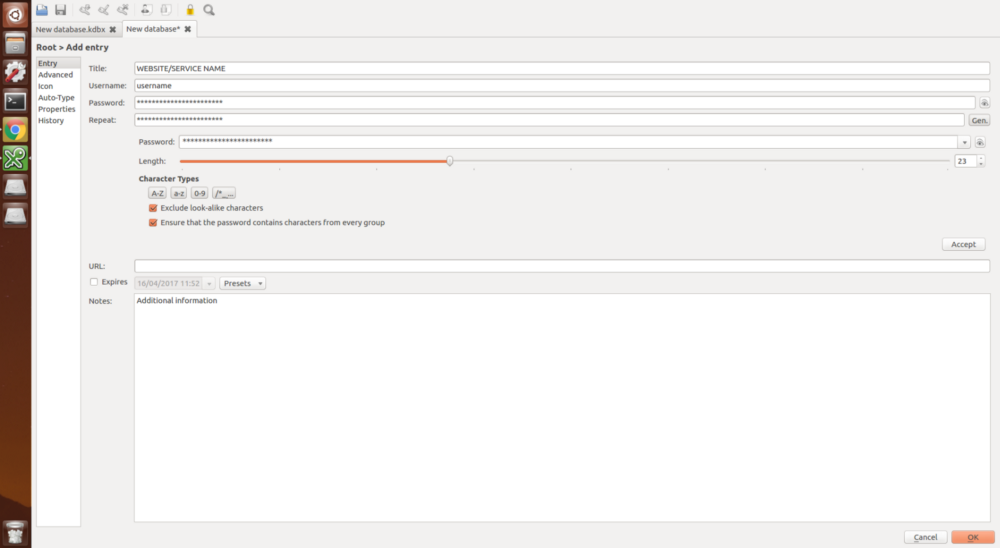 New database.kdbx
New database*
Root > Add entry
Entry
Advanced
Icon
Auto-Type
Properties
History
Title: WEBSITE/SERVICE NAME
Username: username
Password: ***********************
Repeat: *********************** Gen.
Password: ***********************
Length: 23
Character Types
A-Z a-z 0-9 /*_...
Exclude look-alike characters
Ensure that the password contains characters from every group
Accept
URL:
Expires 16/04/2017 11:52 Presets
Notes: Additional information
Cancel OK